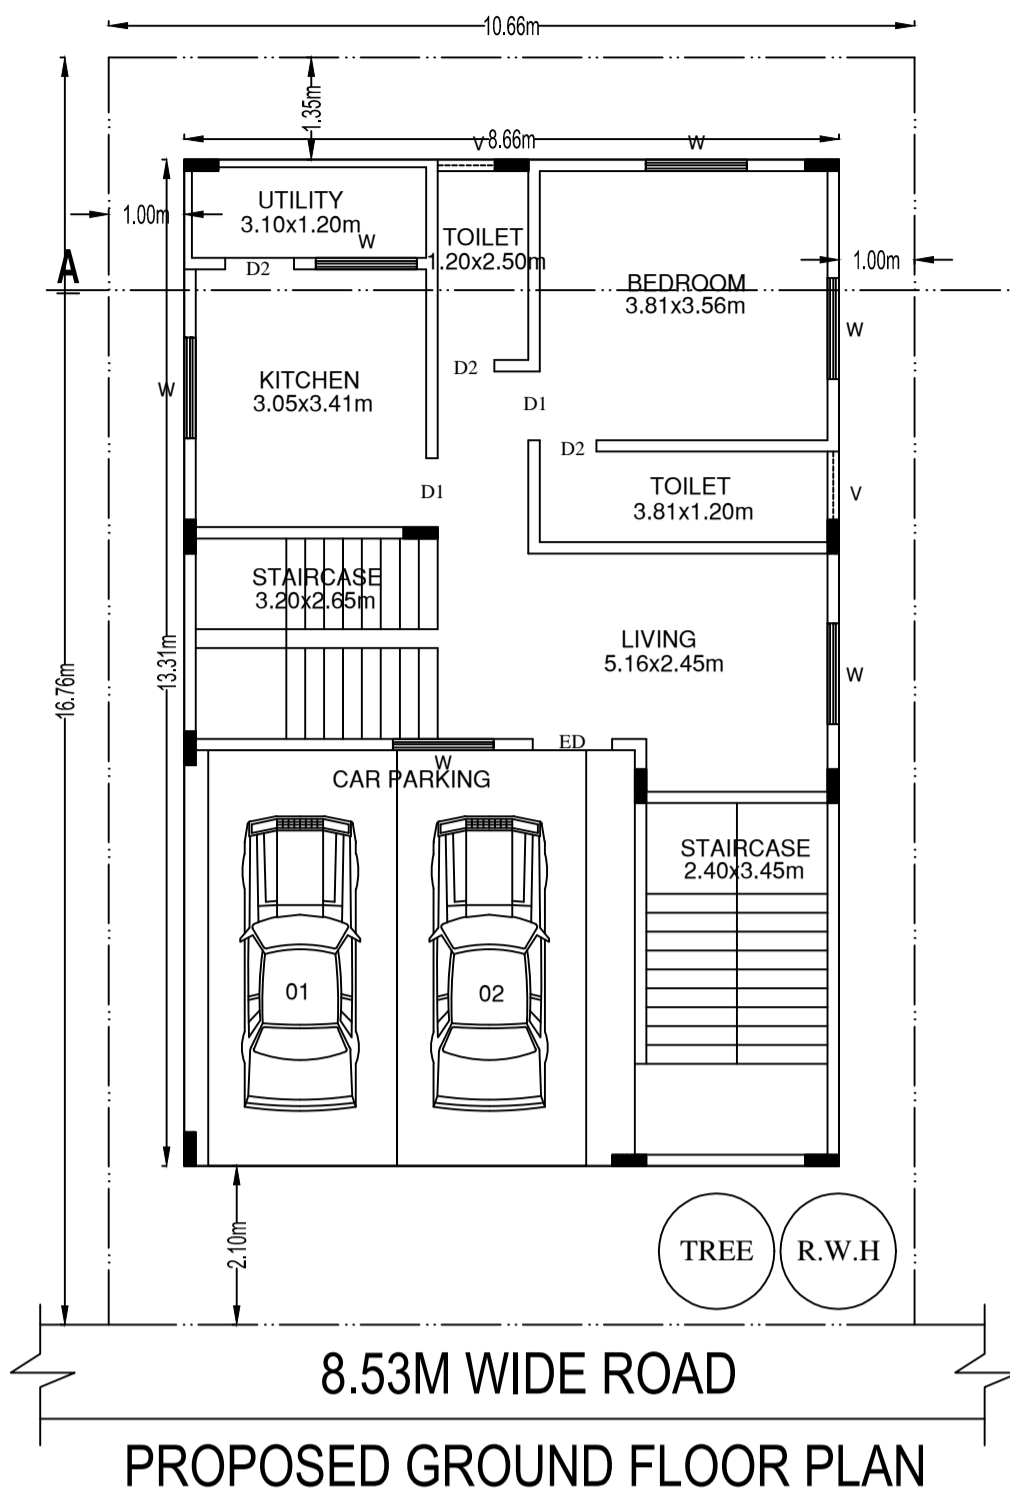 10.66m
1.35m
8.66m
V
W
UTILITY
3.10x1.20m
W
1.00m
TOILET
1.20x2.50m
1.00m
A
D2
BEDROOM
3.81x3.56m
W
D2
KITCHEN
3.05x3.41m
W
D1
D2
D1
TOILET
3.81x1.20m
V
STAIRCASE
3.20x2.65m
LIVING
5.16x2.45m
W
13.31m
16.76m
ED
W
CAR PARKING
STAIRCASE
2.40x3.45m
01
02
2.10m
TREE
R.W.H
8.53M WIDE ROAD
PROPOSED GROUND FLOOR PLAN